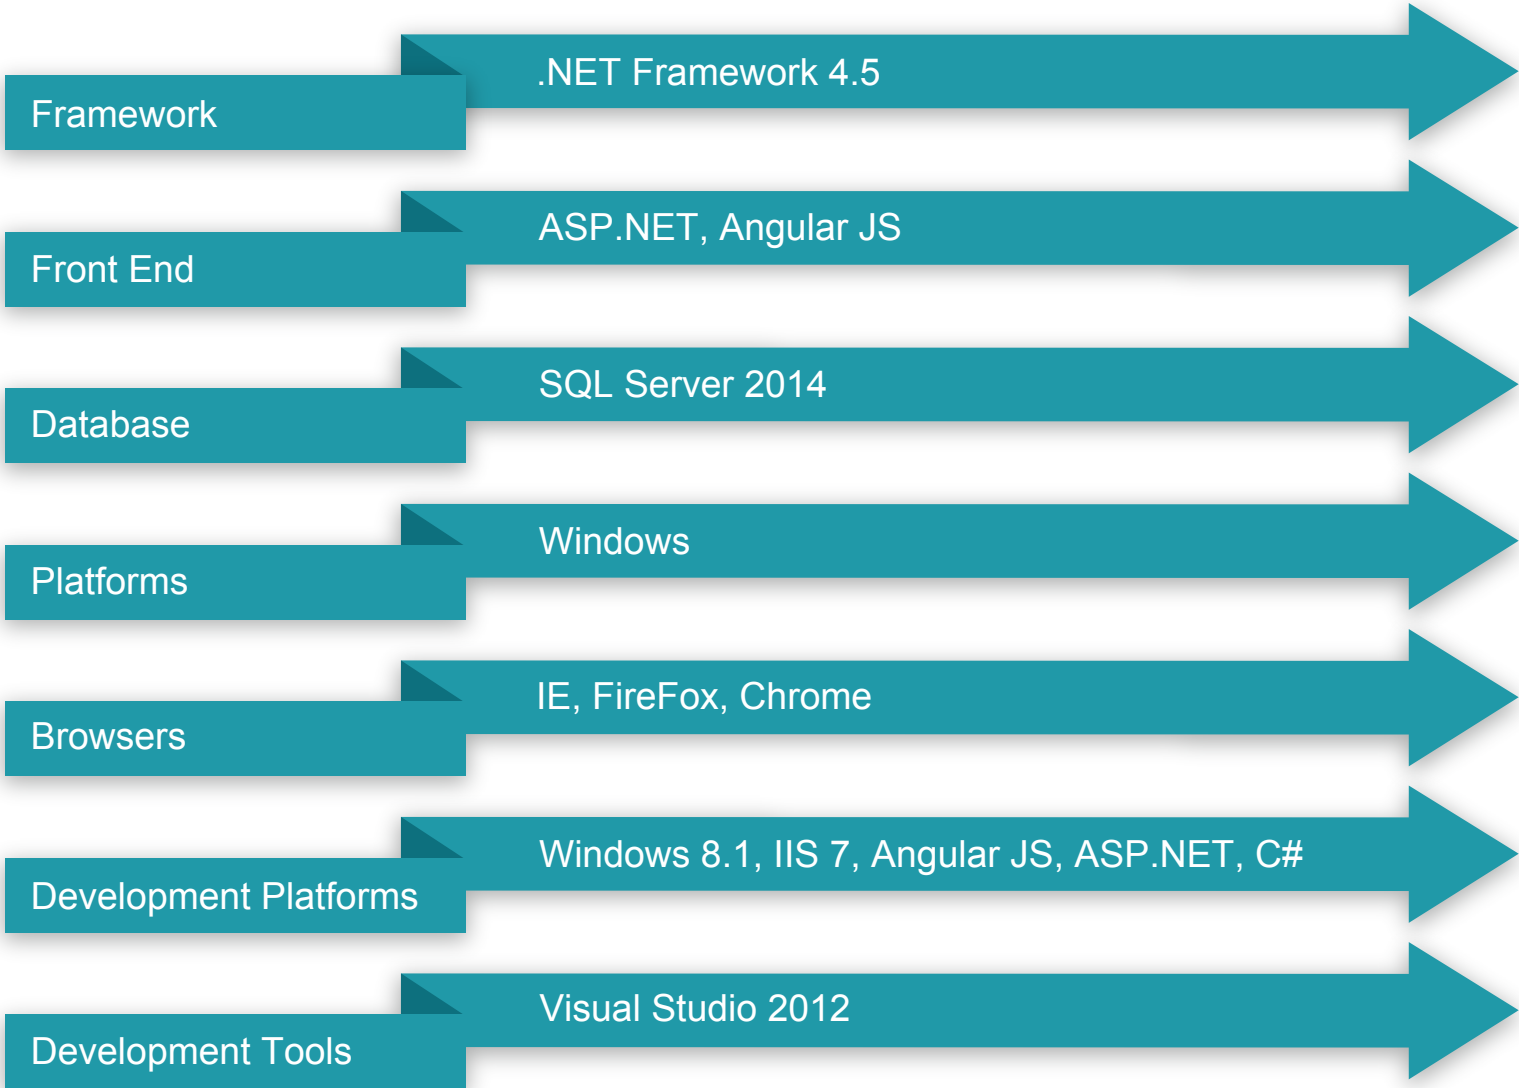 .NET Framework 4.5
Framework
ASP.NET, Angular JS
Front End
SQL Server 2014
Database
Windows
Platforms
IE, FireFox, Chrome
Browsers
Windows 8.1, IIS 7, Angular JS, ASP.NET, C#
Development Platforms
Visual Studio 2012
Development Tools